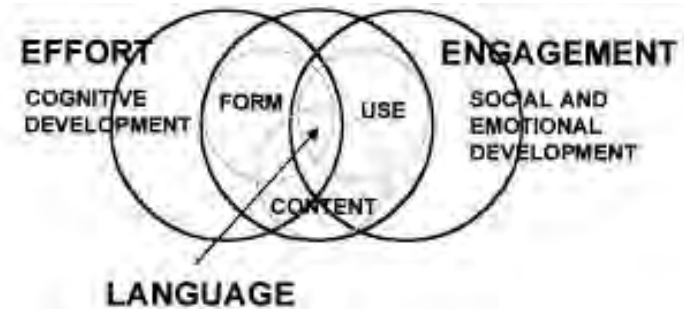 EFFORT
COGNITIVE
DEVELOPMENT
FORM
USE
CONTENT
ENGAGEMENT
SOCIAL AND
EMOTIONAL
DEVELOPMENT
LANGUAGE